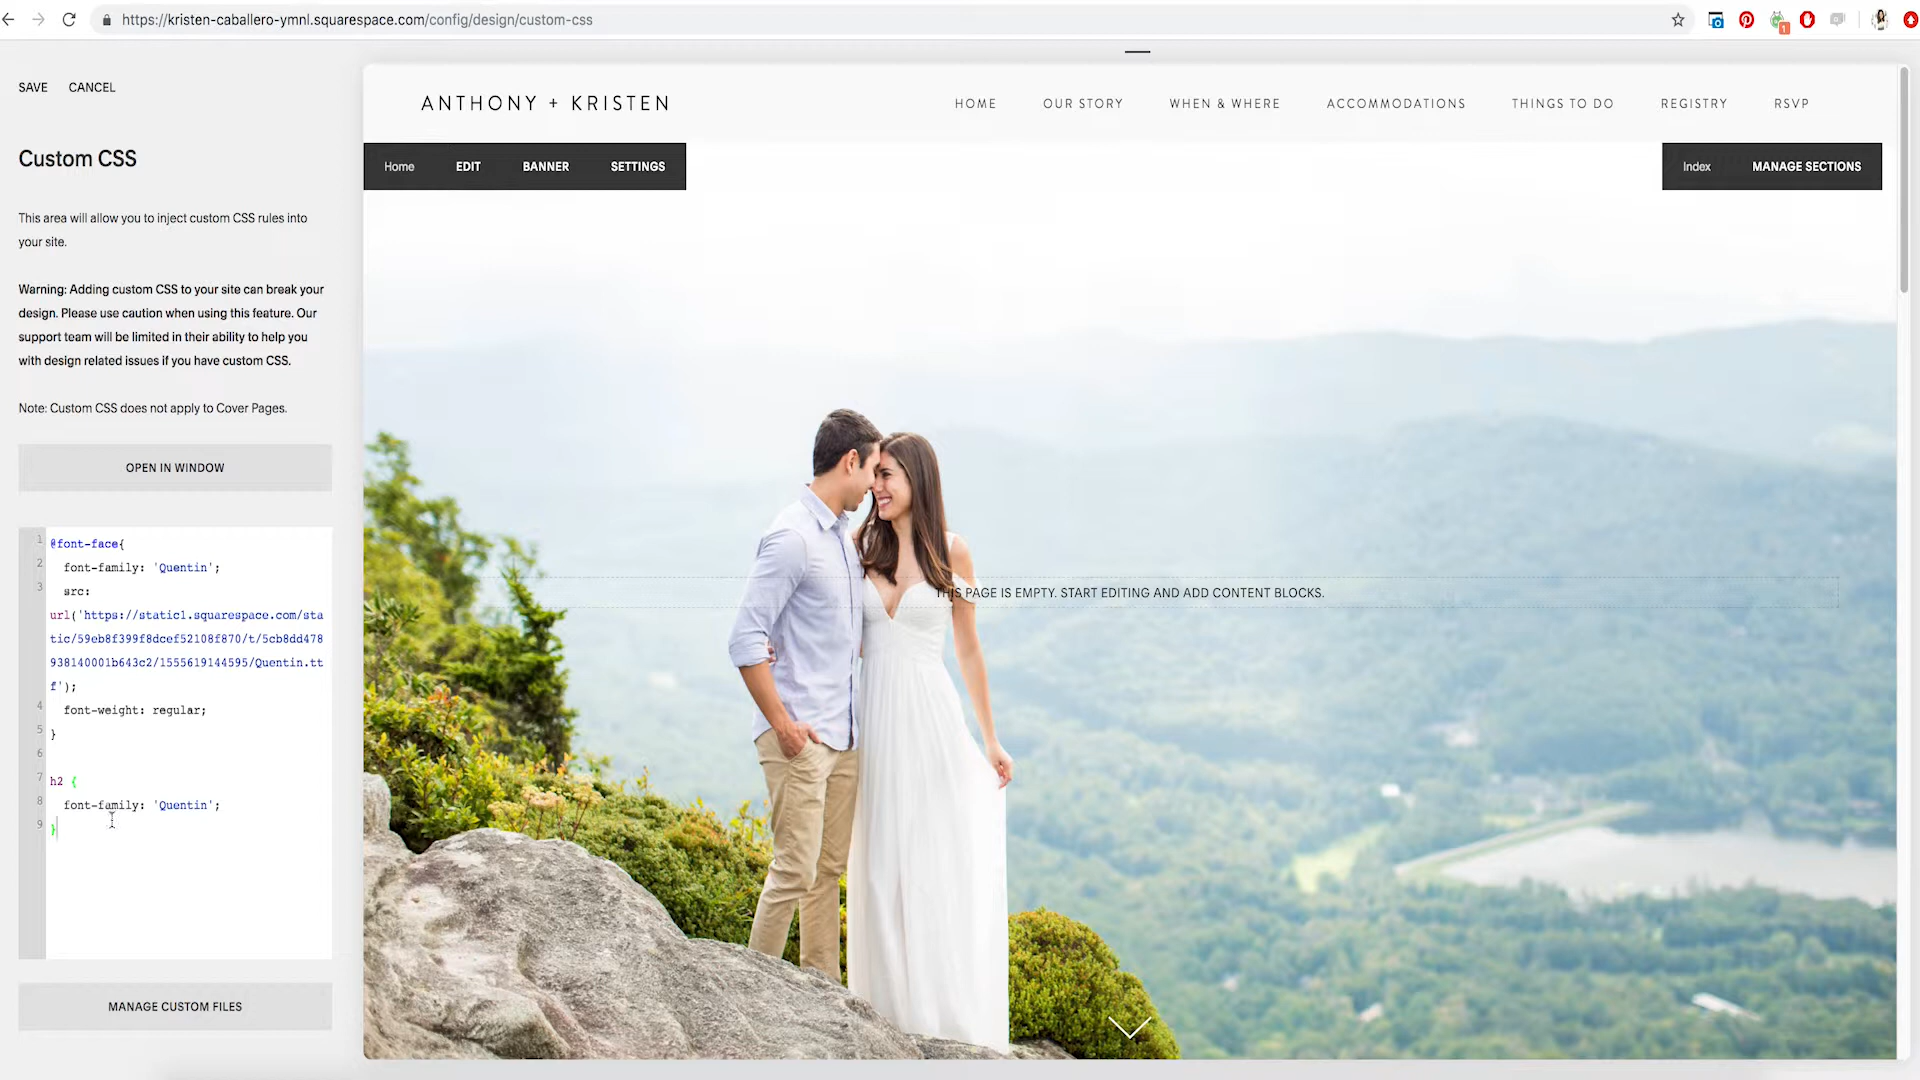 https://kristen-caballero-ymnl.squarespace.com/config/design/custom-css
1
SAVE CANCEL
ANTHONY + KRISTEN
HOME OUR STORY WHEN & WHERE ACCOMMODATIONS THINGS TO DO REGISTRY RSVP
Home EDIT BANNER SETTINGS
Index MANAGE SECTIONS
Custom CSS
This area will allow you to inject custom CSS rules into
your site.
Warning: Adding custom CSS to your site can break your
design. Please use caution when using this feature. Our
support team will be limited in their ability to help you
with design related issues if you have custom CSS.
Note: Custom CSS does not apply to Cover Pages.
OPEN IN WINDOW
1 @font-face{
2 font-family: 'Quentin';
3 src:
url('https://static1.squarespace.com/sta
tic/59eb8f399f8dcef52108f870/t/5cb8dd478
938140001b643c2/1555619144595/Quentin.tt
f');
4 font-weight: regular;
5 }
6
7 h2 {
8 font-family: 'Quentin';
9 }
MANAGE CUSTOM FILES
THIS PAGE IS EMPTY. START EDITING AND ADD CONTENT BLOCKS.